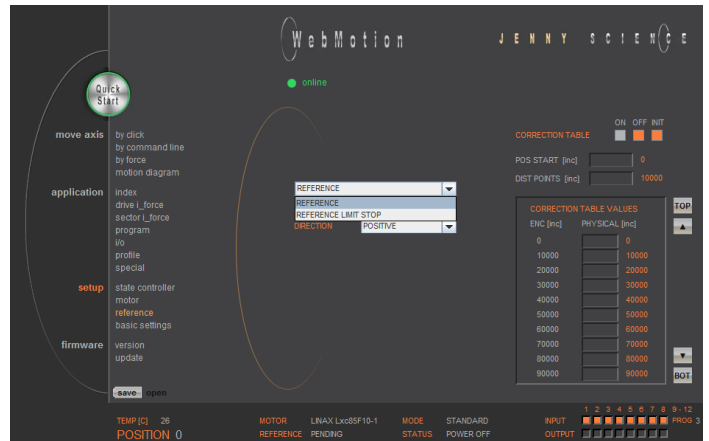 WebMotion
JENNY SCIENCE
online
Quick
Start
move axis
by click
by command line
by force
motion diagram
application
index
drive i_force
sector i_force
program
i/o
profile
special
setup
state controller
motor
reference
basic settings
firmware
version
update
save open
REFERENCE
REFERENCE
REFERENCE LIMIT STOP
DIRECTION POSITIVE
ON OFF INIT
CORRECTION TABLE
POS START [inc] 0
DIST POINTS [inc] 10000
CORRECTION TABLE VALUES
ENC [inc] PHYSICAL [inc]
0 0
10000 10000
20000 20000
30000 30000
40000 40000
50000 50000
60000 60000
70000 70000
80000 80000
90000 90000
TOP
BOT
TEMP [C] 26
POSITION 0
MOTOR LINAX Lxc85F10-1
REFERENCE PENDING
MODE STANDARD
STATUS POWER OFF
1 2 3 4 5 6 7 8 9-12
INPUT PROG 3
OUTPUT